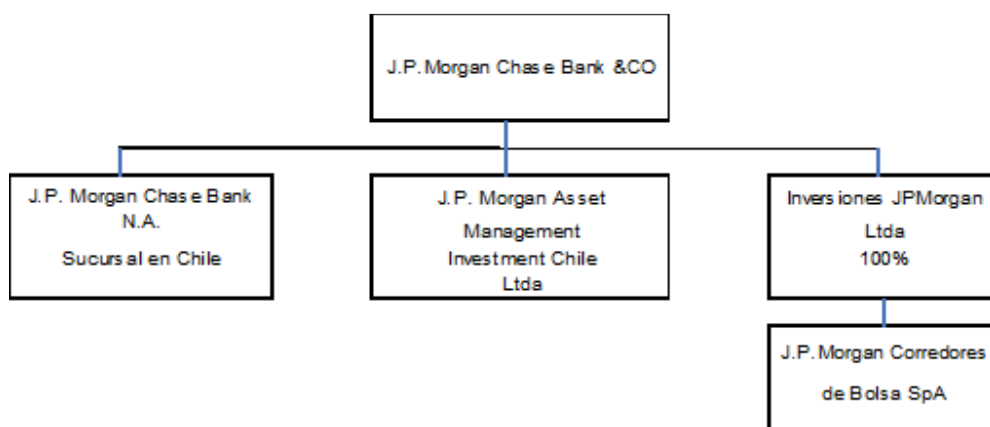 J.P. Morgan Chase Bank &CO
J.P. Morgan Chase Bank
N.A.
Sucursal en Chile
J.P. Morgan Asset
Management
Investment Chile
Ltda
Inversiones JPMorgan
Ltda
100%
J.P. Morgan Corredores
de Bolsa SpA